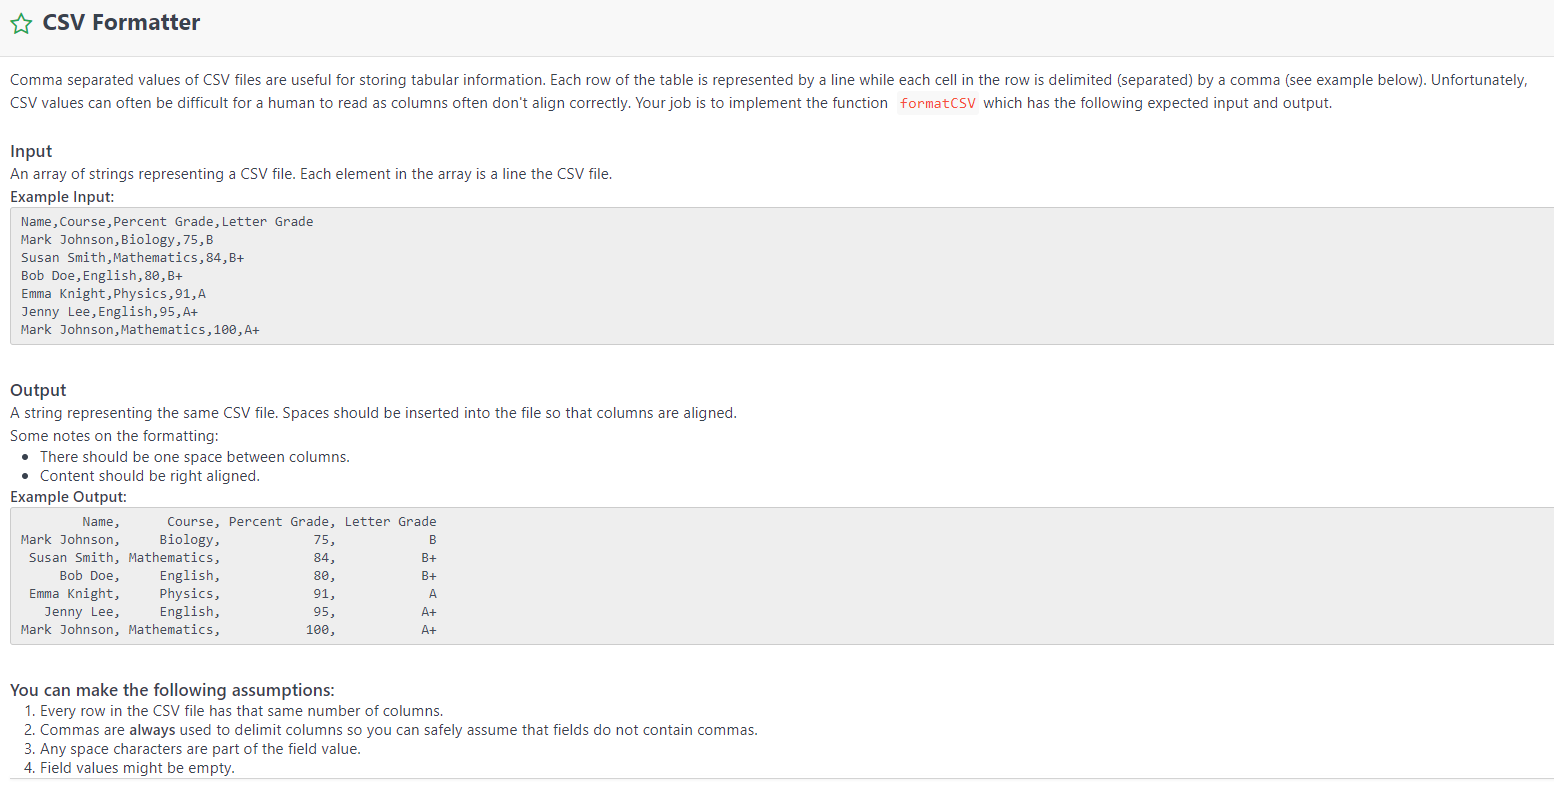 CSV Formatter
Comma separated values of CSV files are useful for storing tabular information. Each row of the table is represented by a line while each cell in the row is delimited (separated) by a comma (see example below). Unfortunately,
CSV values can often be difficult for a human to read as columns often don't align correctly. Your job is to implement the function formatCSV which has the following expected input and output.
Input
An array of strings representing a CSV file. Each element in the array is a line the CSV file.
Example Input:
Name,Course,Percent Grade,Letter Grade
Mark Johnson,Biology,75,B
Susan Smith,Mathematics,84,B+
Bob Doe,English,80,B+
Emma Knight,Physics,91,A
Jenny Lee,English,95,A+
Mark Johnson,Mathematics,100,A+
Output
A string representing the same CSV file. Spaces should be inserted into the file so that columns are aligned.
Some notes on the formatting:
• There should be one space between columns.
• Content should be right aligned.
Example Output:
        Name,      Course, Percent Grade, Letter Grade
Mark Johnson,     Biology,            75,            B
 Susan Smith, Mathematics,            84,           B+
     Bob Doe,     English,            80,           B+
 Emma Knight,     Physics,            91,            A
   Jenny Lee,     English,            95,           A+
Mark Johnson, Mathematics,           100,           A+
You can make the following assumptions:
1. Every row in the CSV file has that same number of columns.
2. Commas are always used to delimit columns so you can safely assume that fields do not contain commas.
3. Any space characters are part of the field value.
4. Field values might be empty.